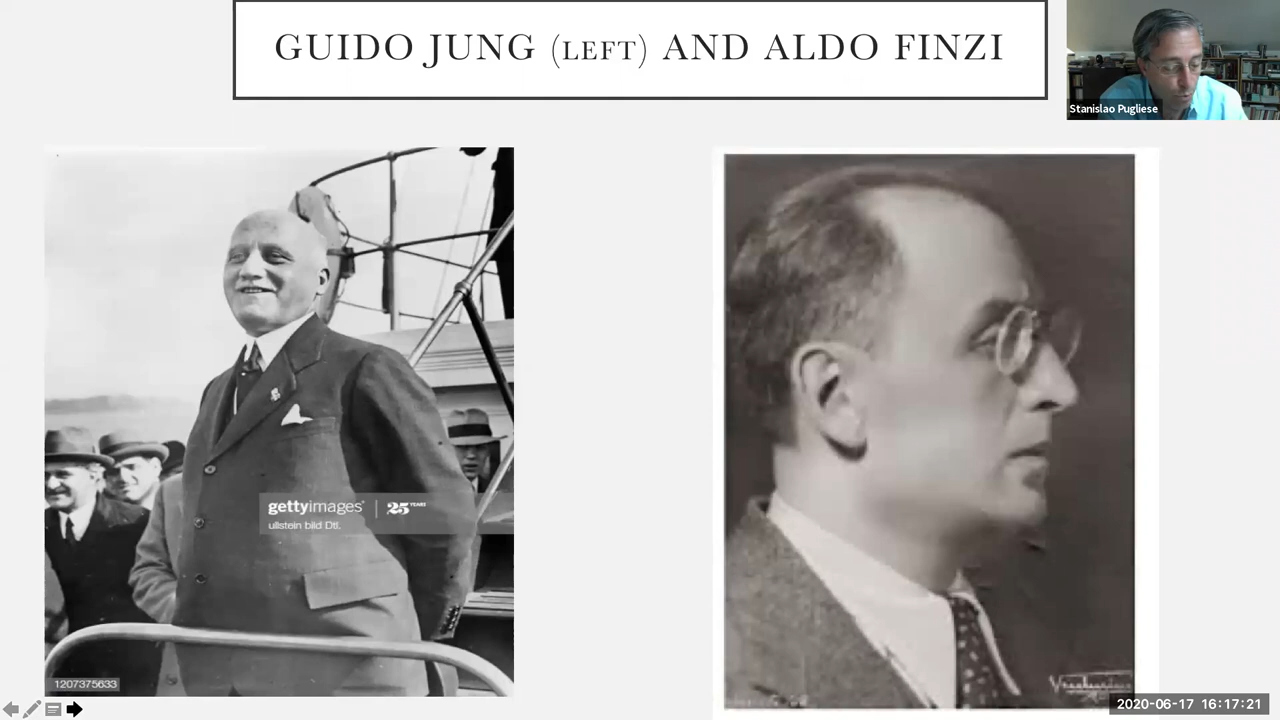 GUIDO JUNG (LEFT) AND ALDO FINZI
Stanislao Pugliese
gettyimages® | 25 YEARS
ullstein bild Dtl.
1207375633
2020-06-17 16:17:21